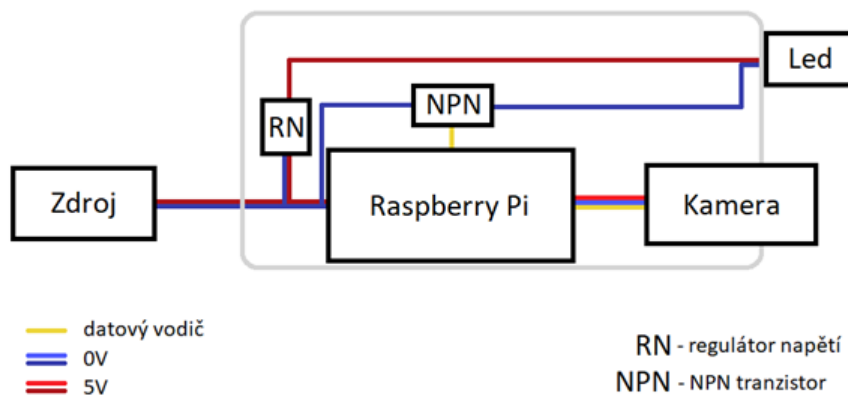 Led
NPN
RN
Zdroj
Raspberry Pi
Kamera
datový vodič
0V
5V
RN - regulátor napětí
NPN - NPN tranzistor